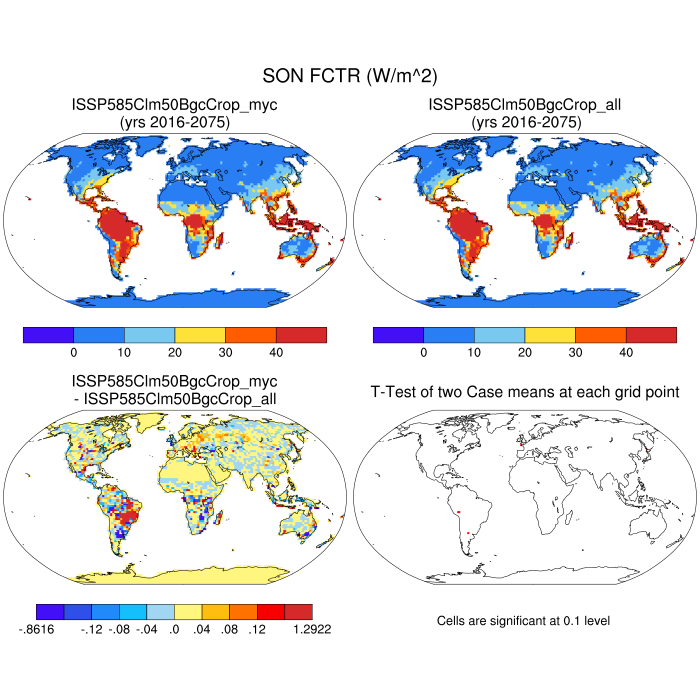 SON FCTR (W/m^2)
ISSP585Clm50BgcCrop_myc
(yrs 2016-2075)
ISSP585Clm50BgcCrop_all
(yrs 2016-2075)
0 10 20 30 40
0 10 20 30 40
ISSP585Clm50BgcCrop_myc
- ISSP585Clm50BgcCrop_all
T-Test of two Case means at each grid point
-.8616 -.12 -.08 -.04 .0 .04 .08 .12 1.2922
Cells are significant at 0.1 level